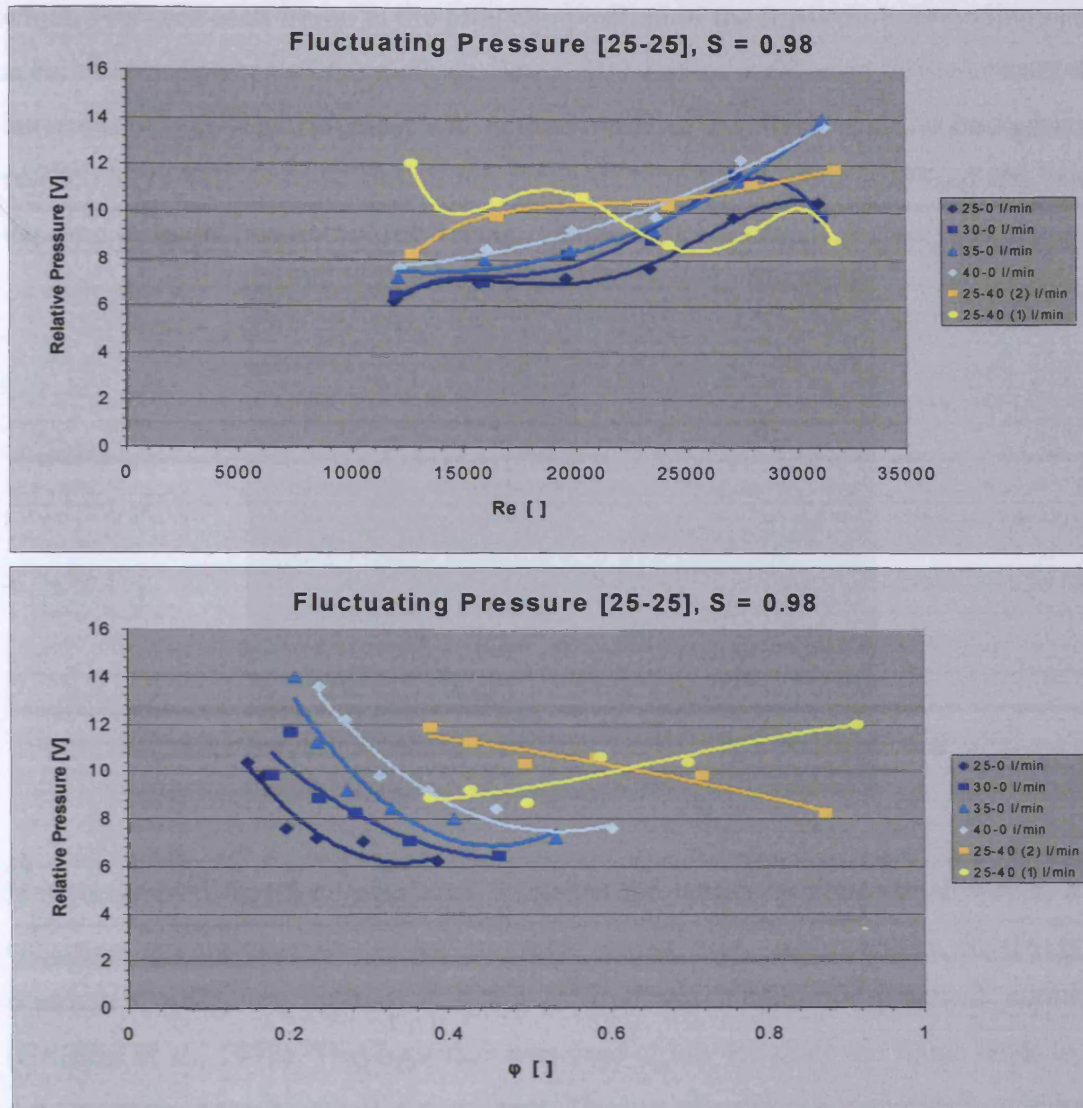 Fluctuating Pressure [25-25], S = 0.98
Relative Pressure [V]
16
14
12
10
8
6
4
2
0
0 5000 10000 15000 20000 25000 30000 35000
Re [ ]
25-0 l/min
30-0 l/min
35-0 l/min
40-0 l/min
25-40 (2) l/min
25-40 (1) l/min
Fluctuating Pressure [25-25], S = 0.98
Relative Pressure [V]
16
14
12
10
8
6
4
2
0
0 0.2 0.4 0.6 0.8 1
φ [ ]
25-0 l/min
30-0 l/min
35-0 l/min
40-0 l/min
25-40 (2) l/min
25-40 (1) l/min